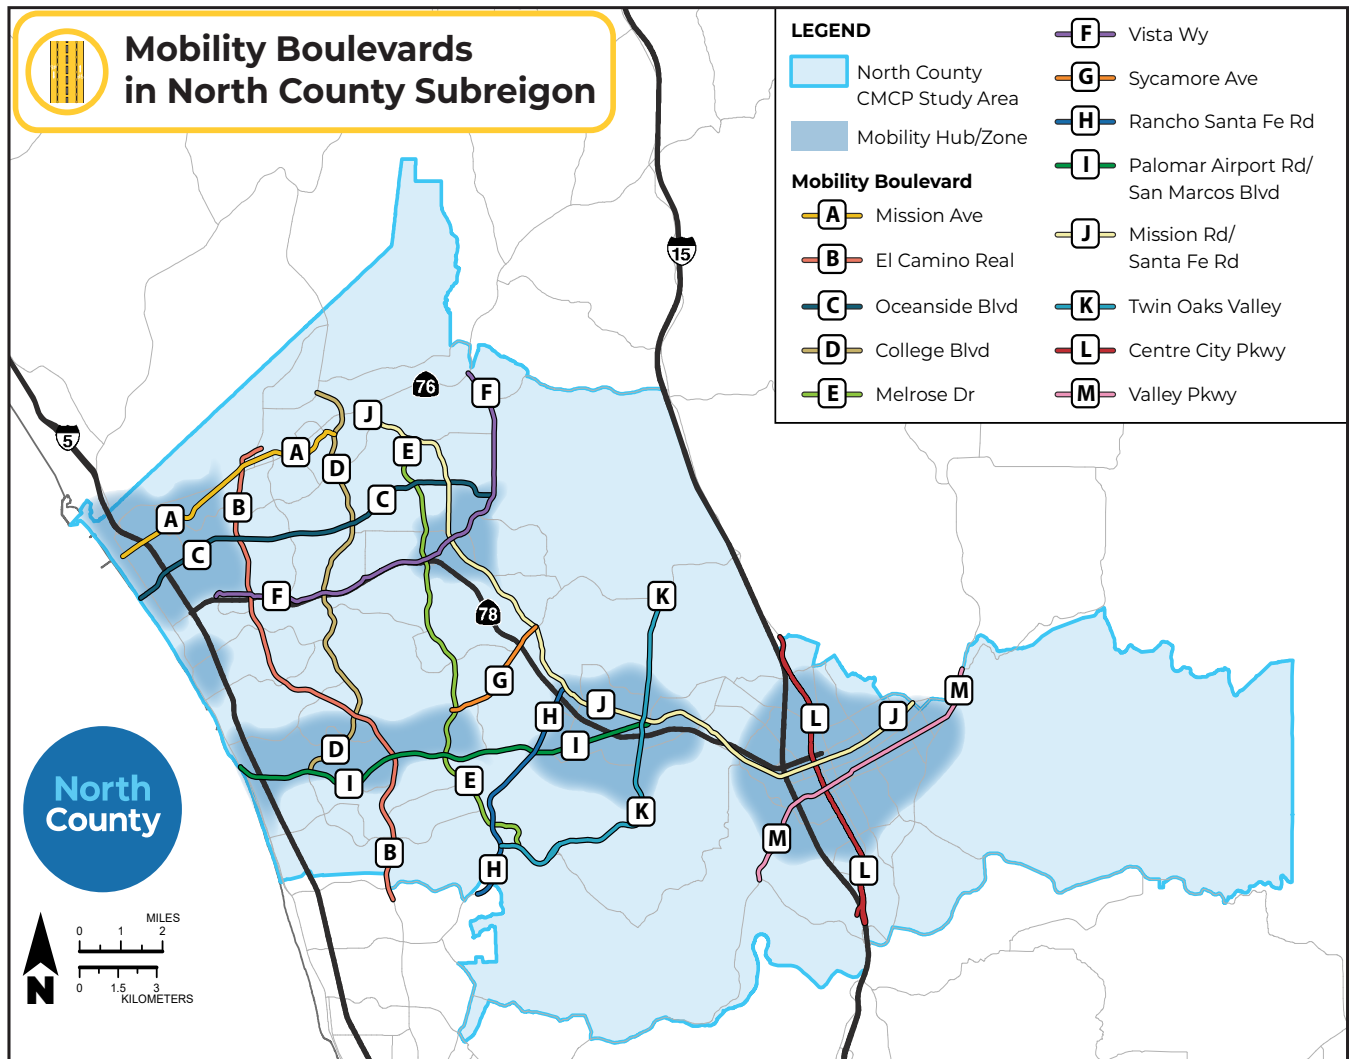 Mobility Boulevards
in North County Subreigon
LEGEND
North County
CMCP Study Area
Mobility Hub/Zone
Mobility Boulevard
A Mission Ave
B El Camino Real
C Oceanside Blvd
D College Blvd
E Melrose Dr
F Vista Wy
G Sycamore Ave
H Rancho Santa Fe Rd
I Palomar Airport Rd/
San Marcos Blvd
J Mission Rd/
Santa Fe Rd
K Twin Oaks Valley
L Centre City Pkwy
M Valley Pkwy
15
76
F
J
5
A
E
D
C
B
A
C
F
K
78
G
M
H
J
L
J
I
D
I
E
K
M
B
H
L
North
County
N
MILES
0 1 2
0 1.5 3
KILOMETERS